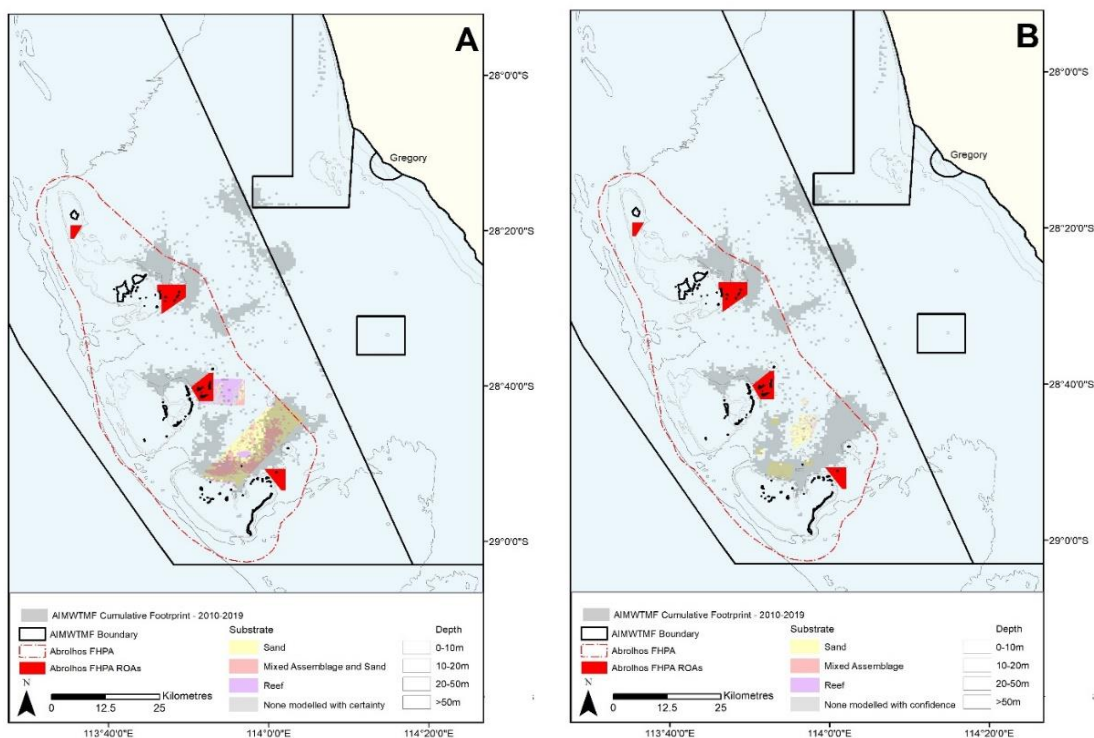 A
28°0'0"S
Gregory
28°20'0"S
28°40'0"S
29°0'0"S
AIMWTMF Cumulative Footrprint - 2010-2019
AIMWTMF Boundary
Abrolhos FHPA
Abrolhos FHPA ROAs
N
Kilometres
0 12.5 25
Substrate
Sand
Mixed Assemblage and Sand
Reef
None modelled with certainty
Depth
0-10m
10-20m
20-50m
>50m
113°40'0"E 114°0'0"E 114°20'0"E
B
28°0'0"S
Gregory
28°20'0"S
28°40'0"S
29°0'0"S
AIMWTMF Cumulative Footrprint - 2010-2019
AIMWTMF Boundary
Abrolhos FHPA
Abrolhos FHPA ROAs
N
Kilometres
0 12.5 25
Substrate
Sand
Mixed Assemblage
Reef
None modelled with confidence
Depth
0-10m
10-20m
20-50m
>50m
113°40'0"E 114°0'0"E 114°20'0"E